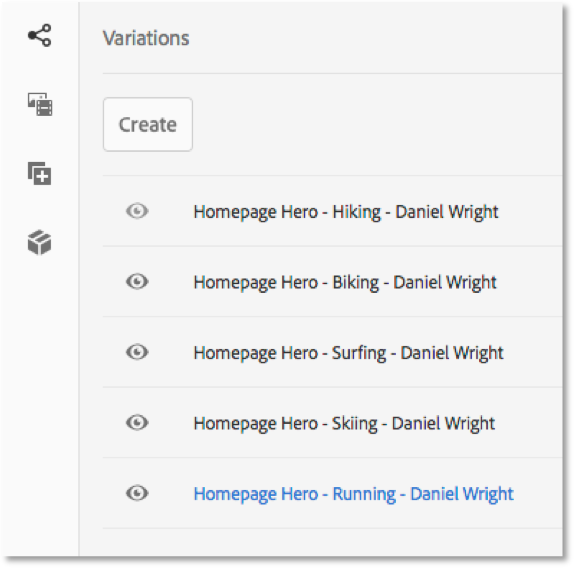 Variations
Create
Homepage Hero - Hiking - Daniel Wright
Homepage Hero - Biking - Daniel Wright
Homepage Hero - Surfing - Daniel Wright
Homepage Hero - Skiing - Daniel Wright
Homepage Hero - Running - Daniel Wright